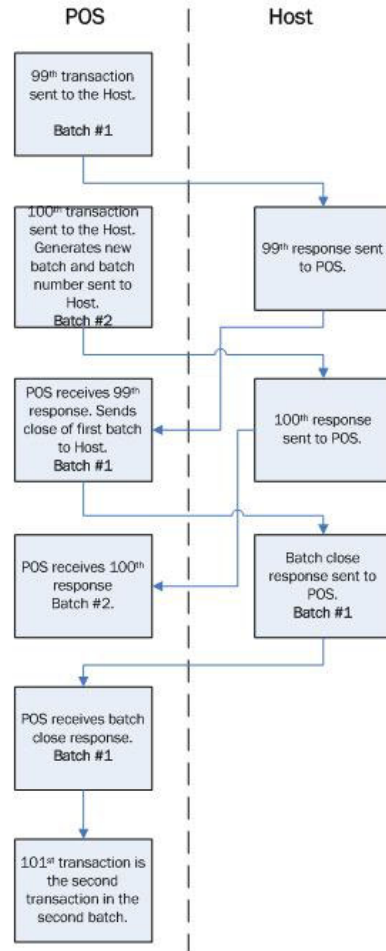 POS
Host
99th transaction
sent to the Host.
Batch #1
100th transaction
sent to the Host.
Generates new
batch and batch
number sent to
Host.
Batch #2
99th response sent
to POS.
POS receives 99th
response. Sends
close of first batch
to Host.
Batch #1
100th response
sent to POS.
POS receives 100th
response
Batch #2.
Batch close
response sent to
POS.
Batch #1
POS receives batch
close response.
Batch #1
101st transaction is
the second
transaction in the
second batch.